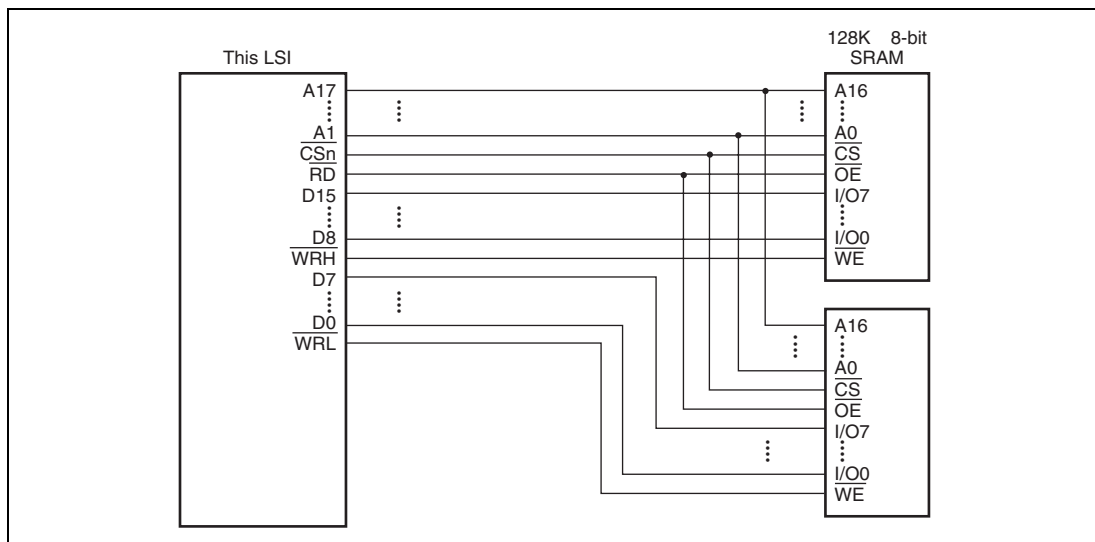 This LSI
A17
A1
CSn
RD
D15
D8
WRH
D7
D0
WRL
128K 8-bit
SRAM
A16
A0
CS
OE
I/O7
I/O0
WE
A16
A0
CS
OE
I/O7
I/O0
WE